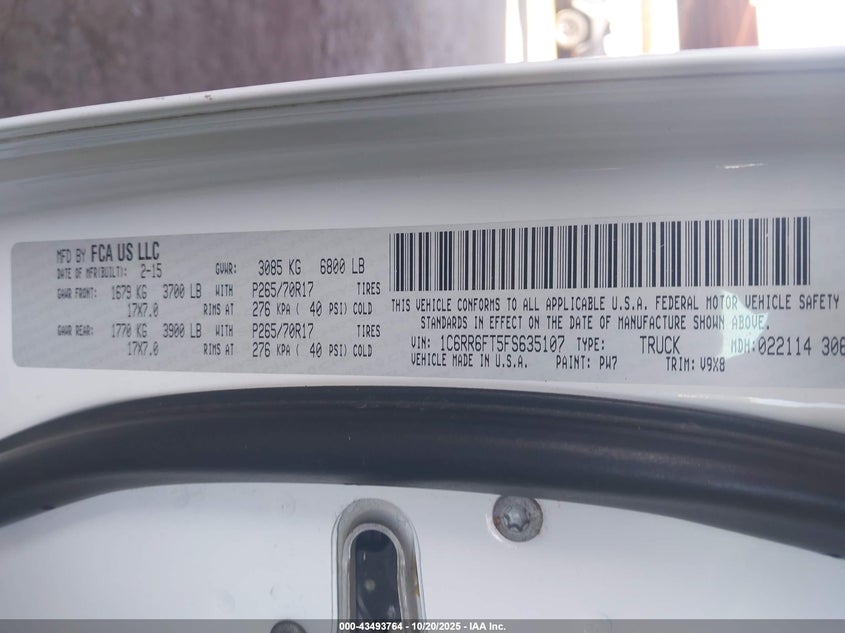 MFD BY FCA US LLC
DATE OF MFR(BUILT): 2-15 GVWR: 3085 KG 6800 LB
GAWR FRONT: 1679 KG 3700 LB WITH P265/70R17 TIRES
17X7.0 RIMS AT 276 KPA ( 40 PSI) COLD
GAWR REAR: 1770 KG 3900 LB WITH P265/70R17 TIRES
17X7.0 RIMS AT 276 KPA ( 40 PSI) COLD
THIS VEHICLE CONFORMS TO ALL APPLICABLE U.S.A. FEDERAL MOTOR VEHICLE SAFETY
STANDARDS IN EFFECT ON THE DATE OF MANUFACTURE SHOWN ABOVE.
VIN: 1C6RR6FT5FS635107 TYPE: TRUCK MDH:022114 306
VEHICLE MADE IN U.S.A. PAINT: PW7 TRIM: V9X8
000-43493764 - 10/20/2025 - IAA Inc.